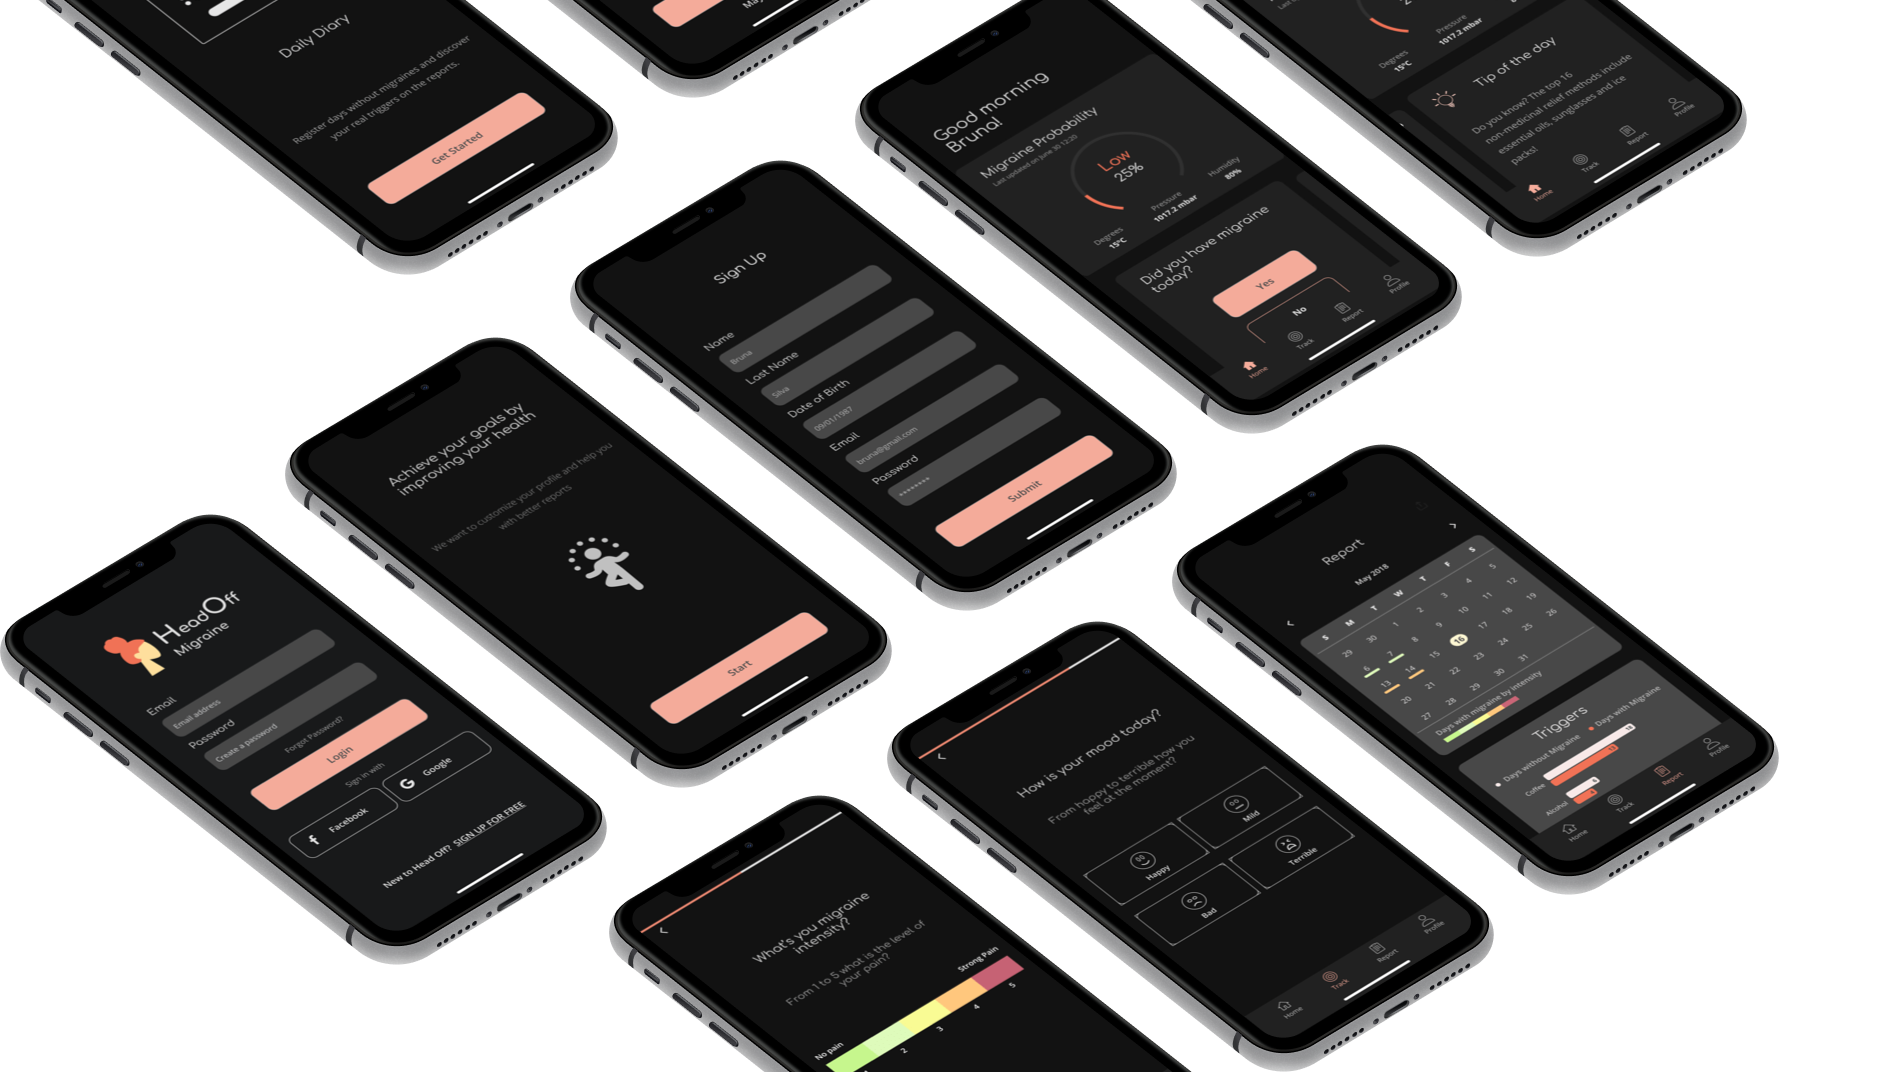 Daily Diary
Register days without migraines and discover
your real triggers on the reports.
Get Started
Good morning
Bruna!
Migraine Probability
Last updated on June 30 12:20
Low
25%
Degrees
15ºC
Pressure
1017.2 mbar
Humidity
80%
Did you have migraine
today?
Yes
No
Home
Track
Report
Profile
Degrees
15ºC
Pressure
1017.2 mbar
Tip of the day
Do you know? The top 16
non-medicinal relief methods include
essential oils, sunglasses and ice
packs!
Home
Track
Report
Profile
Sign Up
Name
Bruna
Last Name
Silva
Date of Birth
09/01/1987
Email
bruna@gmail.com
Password
********
Submit
Achieve your goals by
improving your health
We want to customize your profile and help you
with better reports
Start
HeadOff
Migraine
Email
Email address
Password
Create a password
Forgot Password?
Login
Sign in with
Facebook
Google
New to Head Off? SIGN UP FOR FREE
Report
May 2018
S M T W T F S
29 30 1 2 3 4 5
6 7 8 9 10 11 12
13 14 15 16 17 18 19
20 21 22 23 24 25 26
27 28 29 30 31
Days with migraine by intensity
Triggers
Days without Migraine
Days with Migraine
Coffee
Alcohol
Home
Track
Report
Profile
How is your mood today?
From happy to terrible how you
feel at the moment?
Happy
Mild
Bad
Terrible
Home
Track
Report
Profile
What's you migraine
intensity?
From 1 to 5 what is the level of
your pain?
No pain
Strong Pain
2 3 4 5